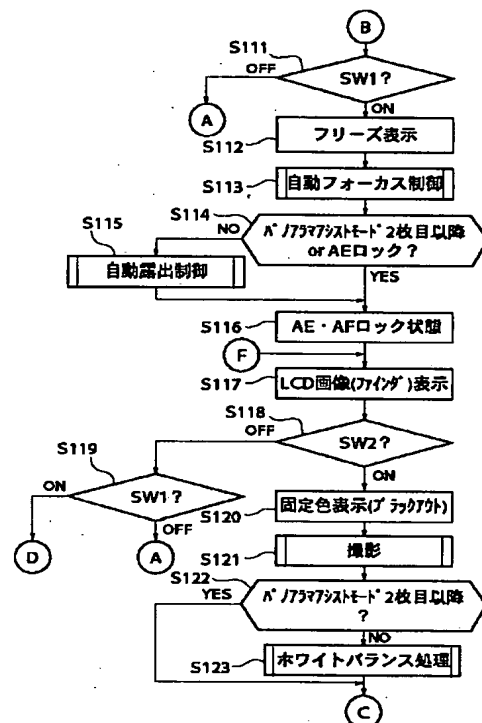 B
S111
OFF
SW1?
A
ON
S112
フリーズ表示
S113
自動フォーカス制御
S114
S115
NO
パノラマアシストモード2枚目以降
or AEロック?
自動露出制御
YES
S116
AE・AFロック状態
F
S117
LCD画像(ファインダ)表示
S118
OFF
SW2?
S119
ON
ON
SW1?
S120
固定色表示(ブラックアウト)
OFF
D
A
S121
撮影
S122
YES
パノラマアシストモード2枚目以降
?
NO
S123
ホワイトバランス処理
C